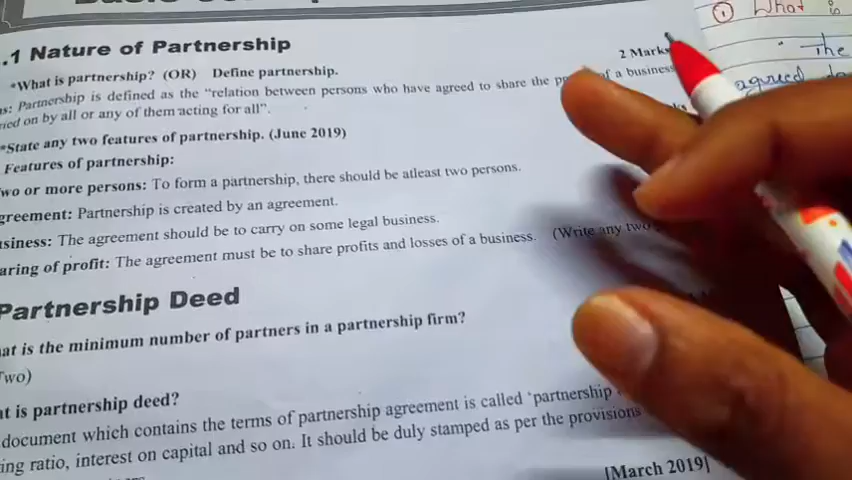 .1 Nature of Partnership
2 Marks
*What is partnership? (OR) Define partnership.
s: Partnership is defined as the “relation between persons who have agreed to share the of a business
ied on by all or any of them acting for all”.
*State any two features of partnership. (June 2019)
Features of partnership:
wo or more persons: To form a partnership, there should be atleast two persons.
greement: Partnership is created by an agreement.
siness: The agreement should be to carry on some legal business.
aring of profit: The agreement must be to share profits and losses of a business. (Write any two
Partnership Deed
at is the minimum number of partners in a partnership firm?
wo)
at is partnership deed?
document which contains the terms of partnership agreement is called ‘partnership
ing ratio, interest on capital and so on. It should be duly stamped as per the provisions
[March 2019]
1 What is
The
agreed